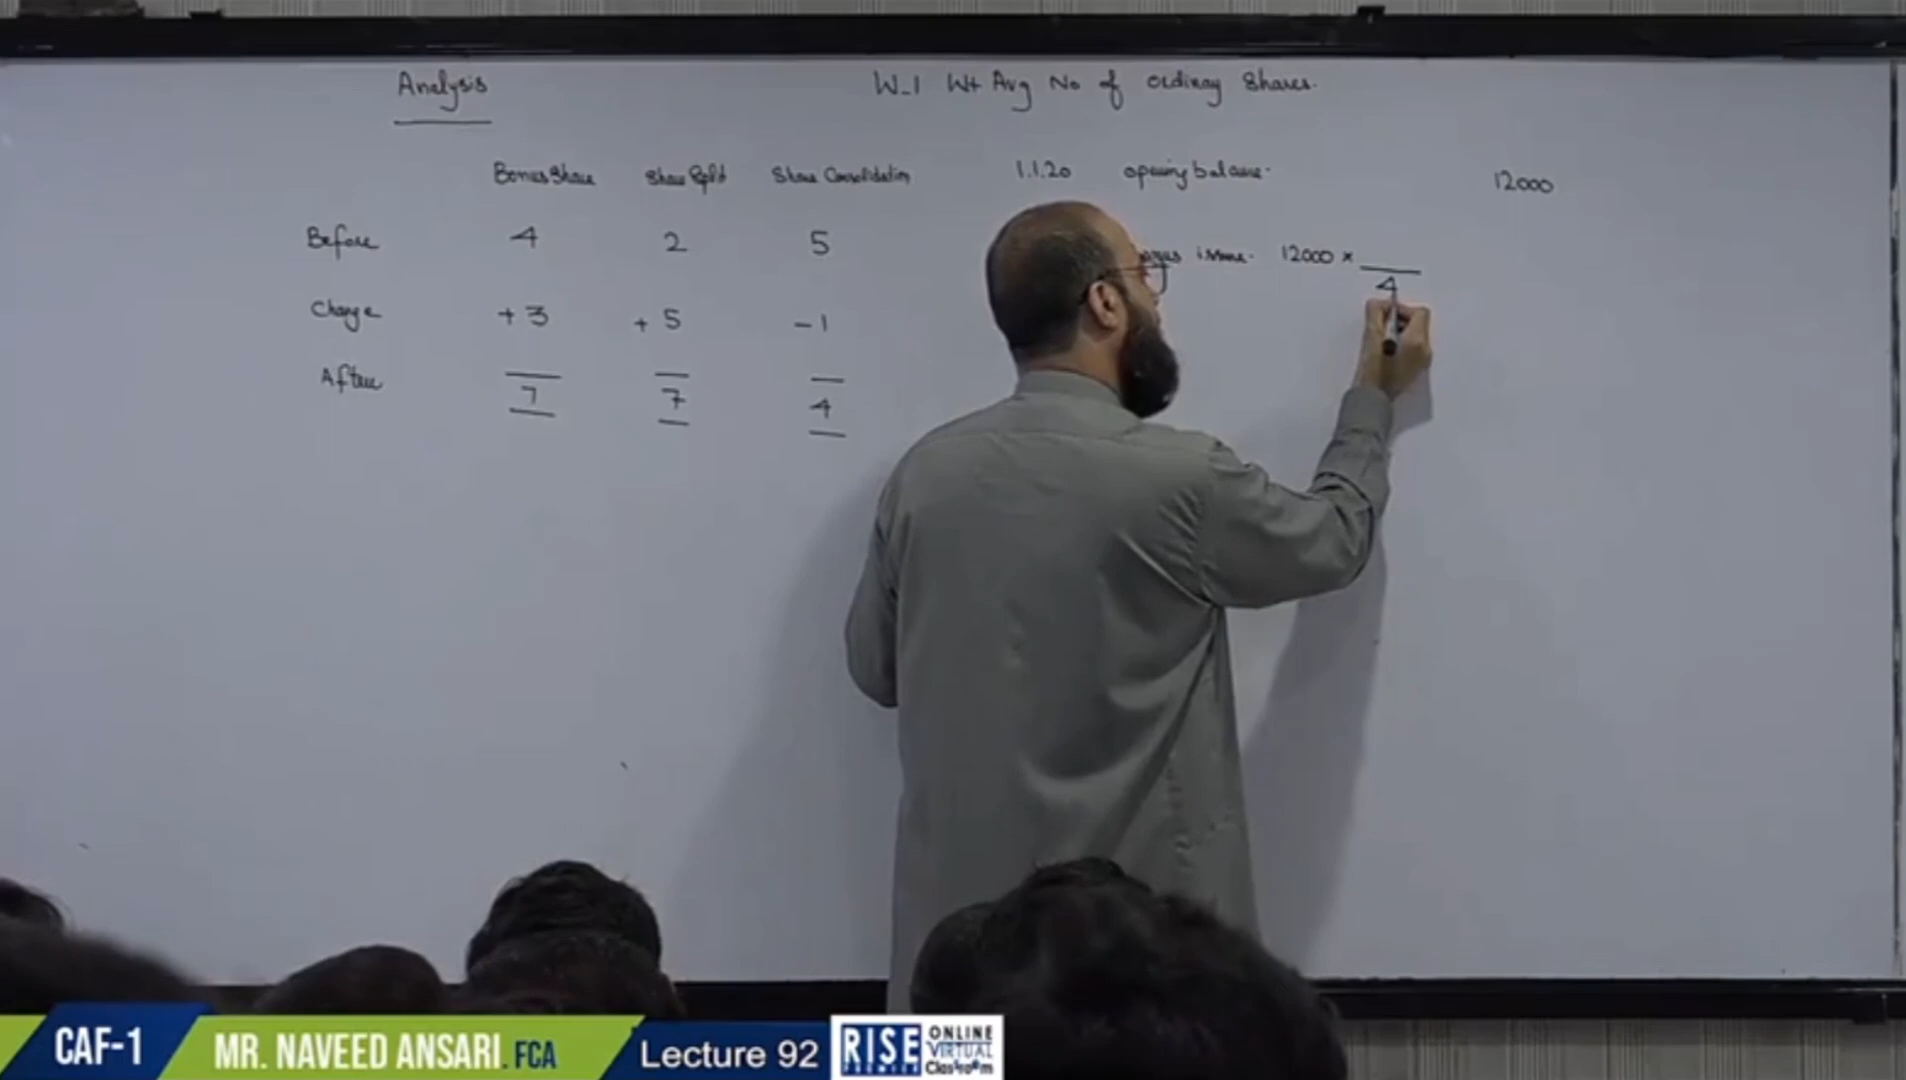 Analysis
W-1 Wt Avg No of ordinary Shares.
Bonus Share Share Split Share Consolidation
1.1.20 opening balance. 12000
Before 4 2 5
issue. 12000 ×
4
Change +3 +5 -1
After
7 7 4
CAF-1
MR. NAVEED ANSARI. FCA
Lecture 92
RISE
PREMIER
ONLINE
VIRTUAL
Classroom